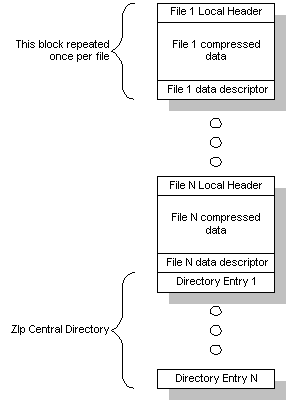 File 1 Local Header
This block repeated
once per file
File 1 compressed
data
File 1 data descriptor
File N Local Header
File N compressed
data
File N data descriptor
Directory Entry 1
ZIp Central Directory
Directory Entry N